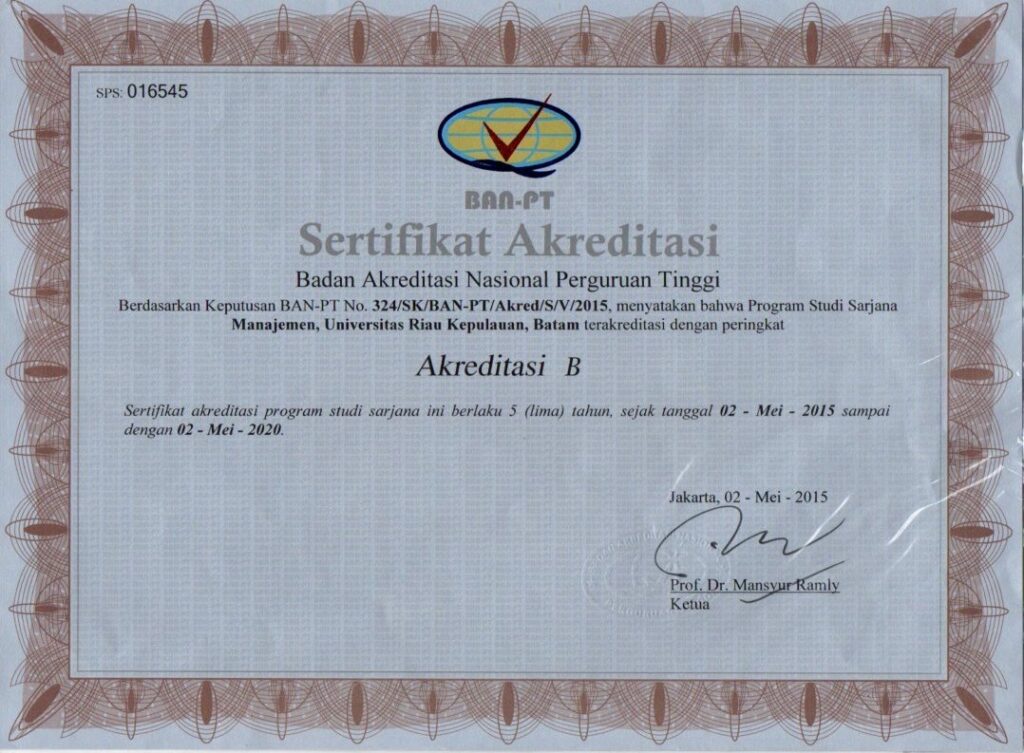 SPS: 016545
BAN-PT
Sertifikat Akreditasi
Badan Akreditasi Nasional Perguruan Tinggi
Berdasarkan Keputusan BAN-PT No. 324/SK/BAN-PT/Akred/S/V/2015, menyatakan bahwa Program Studi Sarjana
Manajemen, Universitas Riau Kepulauan, Batam terakreditasi dengan peringkat
Akreditasi B
Sertifikat akreditasi program studi sarjana ini berlaku 5 (lima) tahun, sejak tanggal 02 - Mei - 2015 sampai
dengan 02 - Mei - 2020.
Jakarta, 02 - Mei - 2015
Prof. Dr. Mansyur Ramly
Ketua